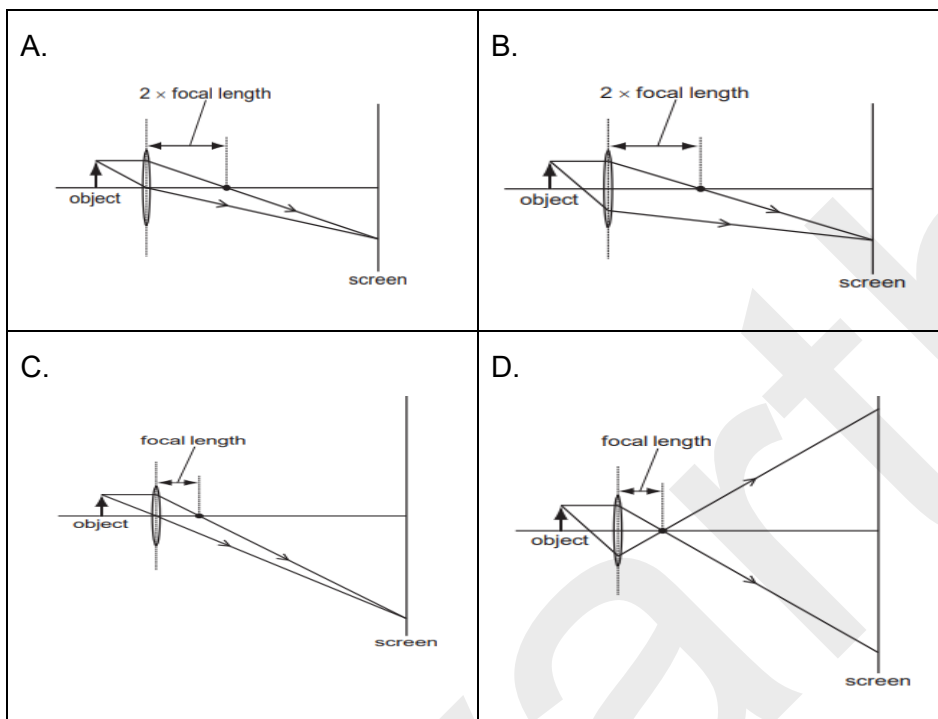 A.
2 × focal length
object
screen
B.
2 × focal length
object
screen
C.
focal length
object
screen
D.
focal length
object
screen